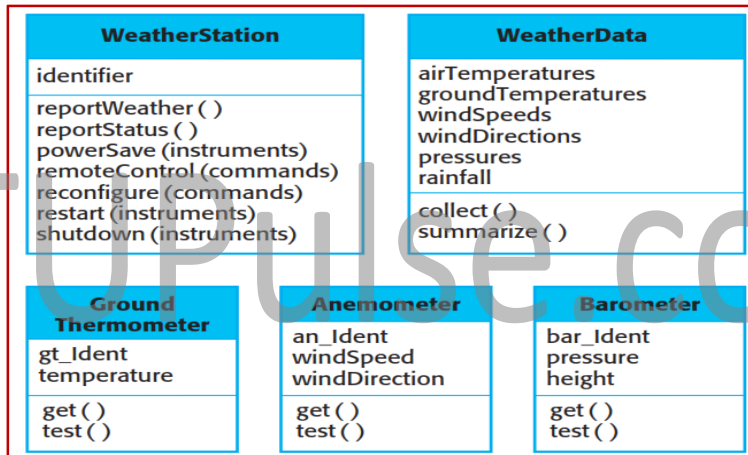 WeatherStation
identifier
reportWeather ( )
reportStatus ( )
powerSave (instruments)
remoteControl (commands)
reconfigure (commands)
restart (instruments)
shutdown (instruments)
WeatherData
airTemperatures
groundTemperatures
windSpeeds
windDirections
pressures
rainfall
collect ( )
summarize ( )
Ground
Thermometer
gt_Ident
temperature
get ( )
test ( )
Anemometer
an_Ident
windSpeed
windDirection
get ( )
test ( )
Barometer
bar_Ident
pressure
height
get ( )
test ( )